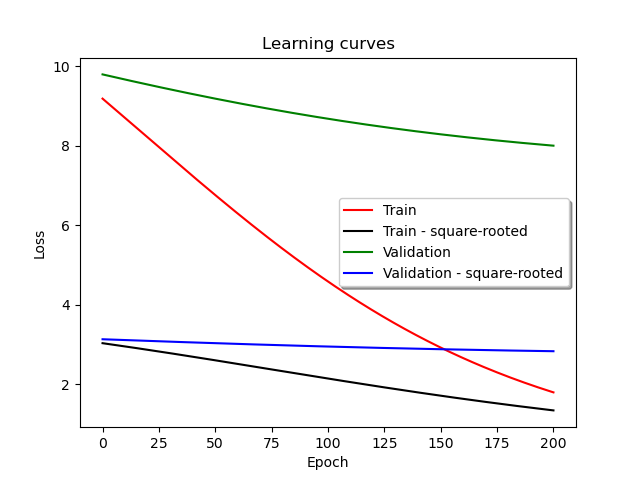 Learning curves
10
8
6
4
2
Loss
Train
Train - square-rooted
Validation
Validation - square-rooted
0 25 50 75 100 125 150 175 200
Epoch